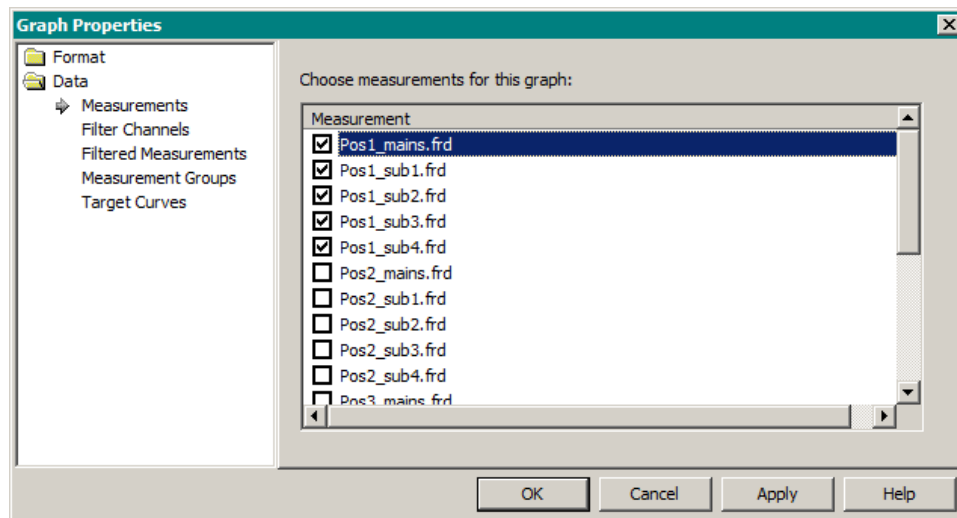 Graph Properties
Format
Data
Measurements
Filter Channels
Filtered Measurements
Measurement Groups
Target Curves
Choose measurements for this graph:
Measurement
Pos1_mains.frd
Pos1_sub1.frd
Pos1_sub2.frd
Pos1_sub3.frd
Pos1_sub4.frd
Pos2_mains.frd
Pos2_sub1.frd
Pos2_sub2.frd
Pos2_sub3.frd
Pos2_sub4.frd
Pos3_mains.frd
OK Cancel Apply Help